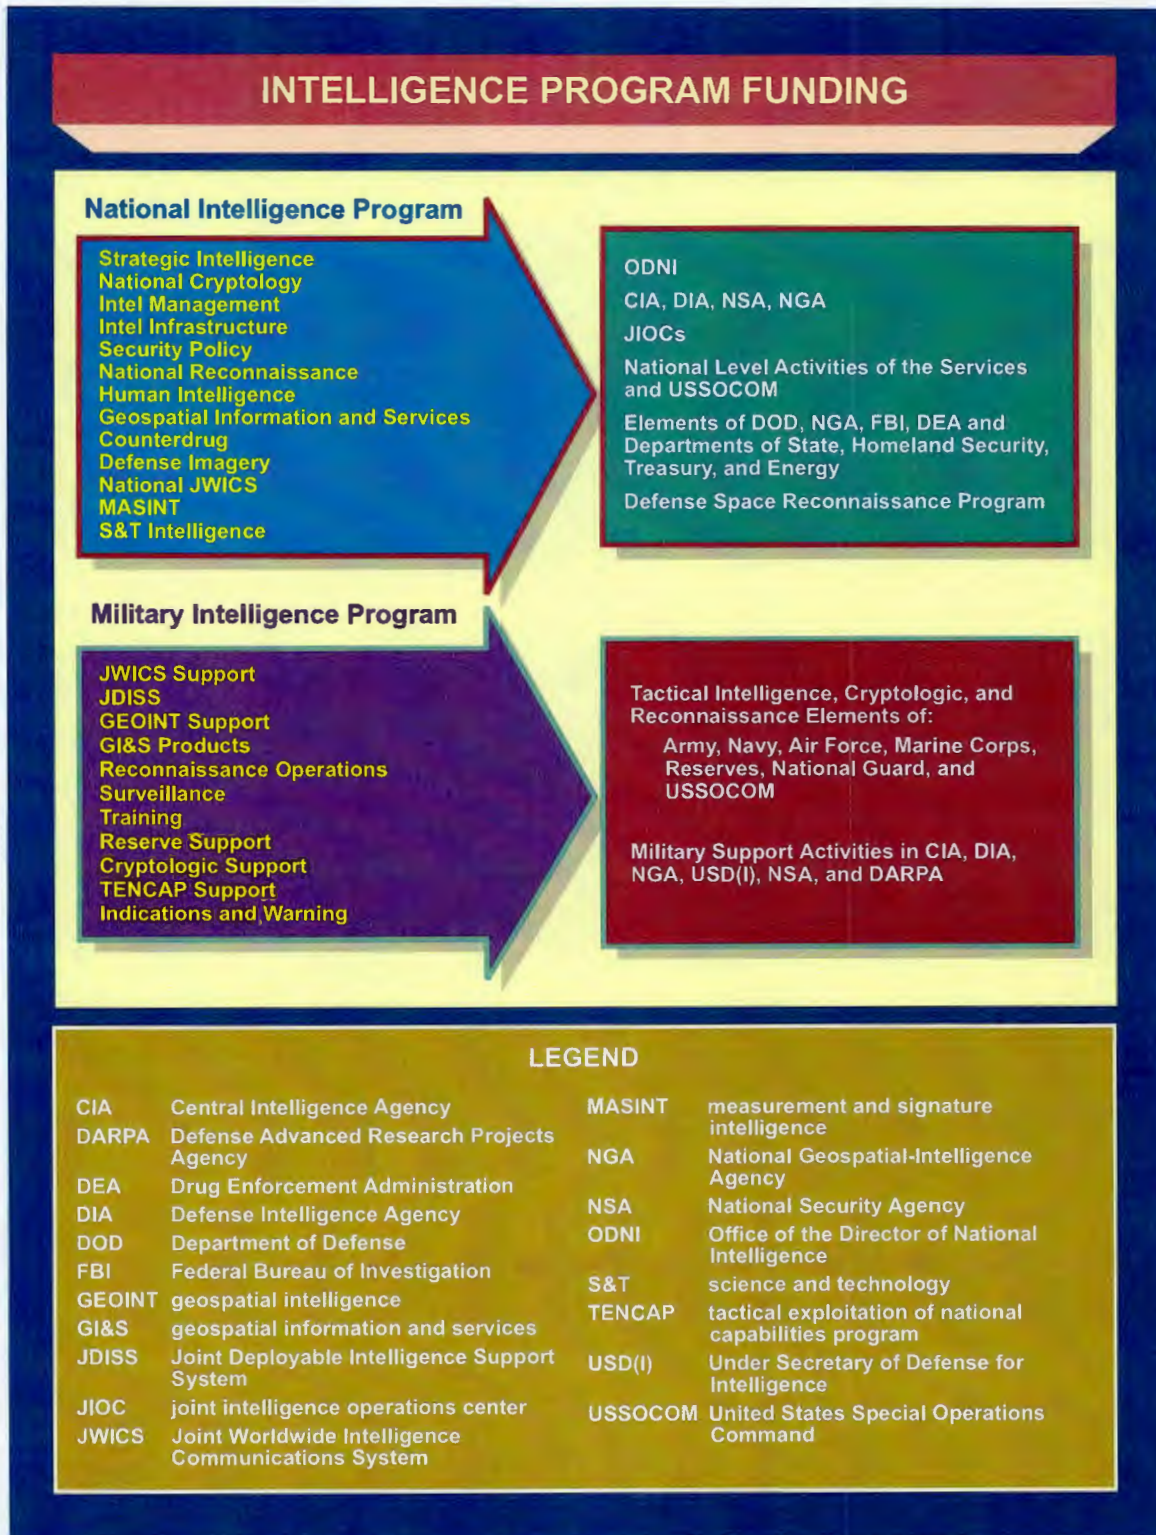 INTELLIGENCE PROGRAM FUNDING
National Intelligence Program
Strategic Intelligence
National Cryptology
Intel Management
Intel Infrastructure
Security Policy
National Reconnaissance
Human Intelligence
Geospatial Information and Services
Counterdrug
Defense Imagery
National JWICS
MASINT
S&T Intelligence
ODNI
CIA, DIA, NSA, NGA
JIOCs
National Level Activities of the Services
and USSOCOM
Elements of DOD, NGA, FBI, DEA and
Departments of State, Homeland Security,
Treasury, and Energy
Defense Space Reconnaissance Program
Military Intelligence Program
JWICS Support
JDISS
GEOINT Support
GI&S Products
Reconnaissance Operations
Surveillance
Training
Reserve Support
Cryptologic Support
TENCAP Support
Indications and Warning
Tactical Intelligence, Cryptologic, and
Reconnaissance Elements of:
Army, Navy, Air Force, Marine Corps,
Reserves, National Guard, and
USSOCOM
Military Support Activities in CIA, DIA,
NGA, USD(I), NSA, and DARPA
LEGEND
CIA Central Intelligence Agency
DARPA Defense Advanced Research Projects
Agency
DEA Drug Enforcement Administration
DIA Defense Intelligence Agency
DOD Department of Defense
FBI Federal Bureau of Investigation
GEOINT geospatial intelligence
GI&S geospatial information and services
JDISS Joint Deployable Intelligence Support
System
JIOC joint intelligence operations center
JWICS Joint Worldwide Intelligence
Communications System
MASINT measurement and signature
intelligence
NGA National Geospatial-Intelligence
Agency
NSA National Security Agency
ODNI Office of the Director of National
Intelligence
S&T science and technology
TENCAP tactical exploitation of national
capabilities program
USD(I) Under Secretary of Defense for
Intelligence
USSOCOM United States Special Operations
Command